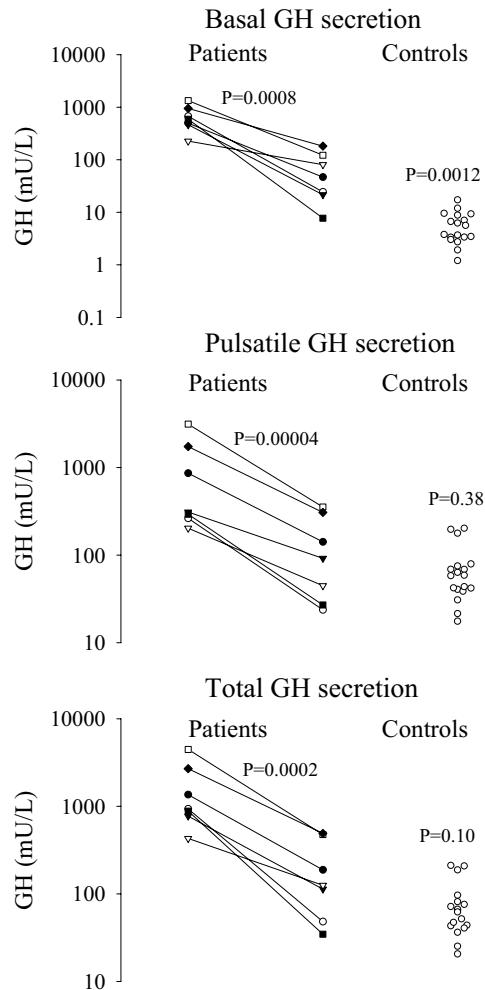 Basal GH secretion
Patients Controls
10000
P=0.0008
1000
100
P=0.0012
10
1
0.1
GH (mU/L)
Pulsatile GH secretion
Patients Controls
10000
P=0.00004
1000
P=0.38
100
10
GH (mU/L)
Total GH secretion
Patients Controls
10000
P=0.0002
1000
P=0.10
100
10
GH (mU/L)